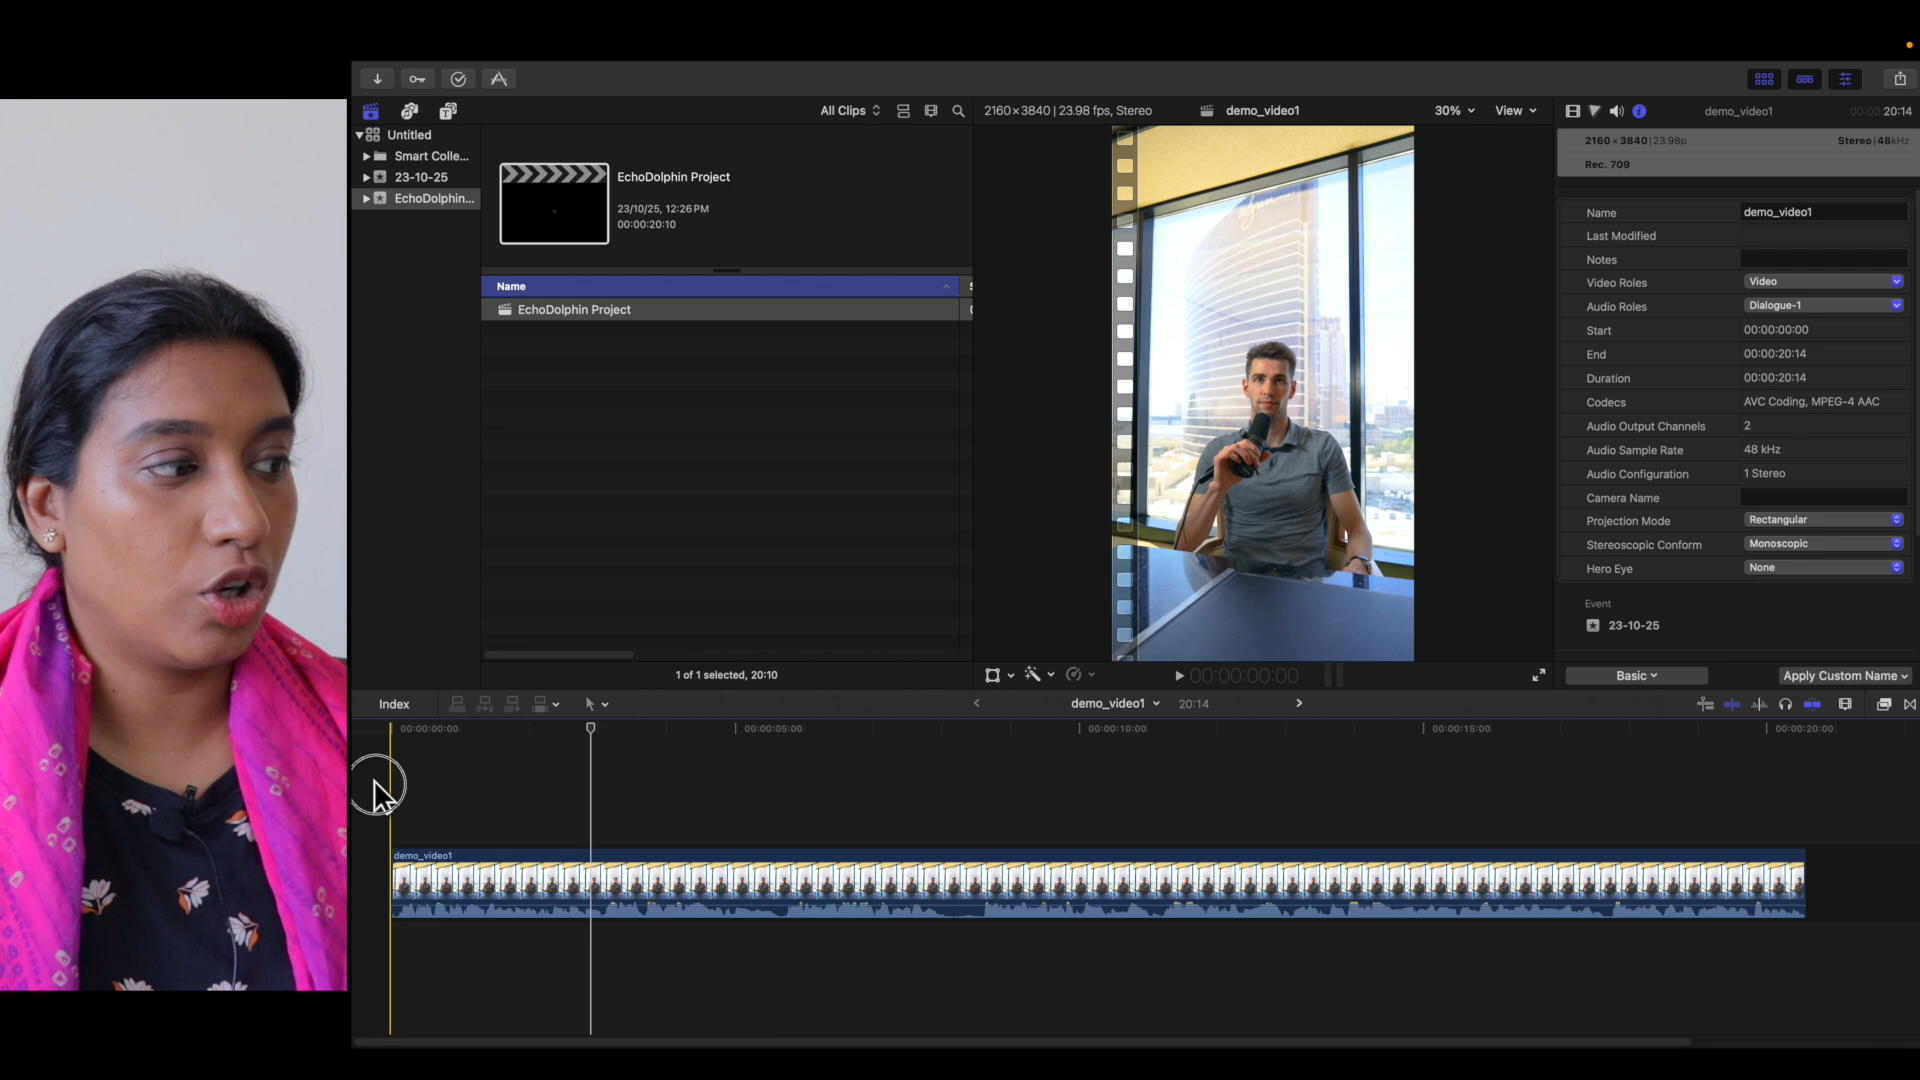 All Clips
2160×3840 | 23.98 fps, Stereo
demo_video1
30%
View
demo_video1
00:00:20:14
Untitled
Smart Colle...
23-10-25
EchoDolphin...
EchoDolphin Project
23/10/25, 12:26 PM
00:00:20:10
Name
EchoDolphin Project
1 of 1 selected, 20:10
00:00:00:00
2160 × 3840 | 23.98p
Stereo | 48kHz
Rec. 709
Name demo_video1
Last Modified
Notes
Video Roles Video
Audio Roles Dialogue-1
Start 00:00:00:00
End 00:00:20:14
Duration 00:00:20:14
Codecs AVC Coding, MPEG-4 AAC
Audio Output Channels 2
Audio Sample Rate 48 kHz
Audio Configuration 1 Stereo
Camera Name
Projection Mode Rectangular
Stereoscopic Conform Monoscopic
Hero Eye None
Event
23-10-25
Basic
Apply Custom Name
Index
demo_video1
20:14
00:00:00:00
00:00:05:00
00:00:10:00
00:00:15:00
00:00:20:00
demo_video1